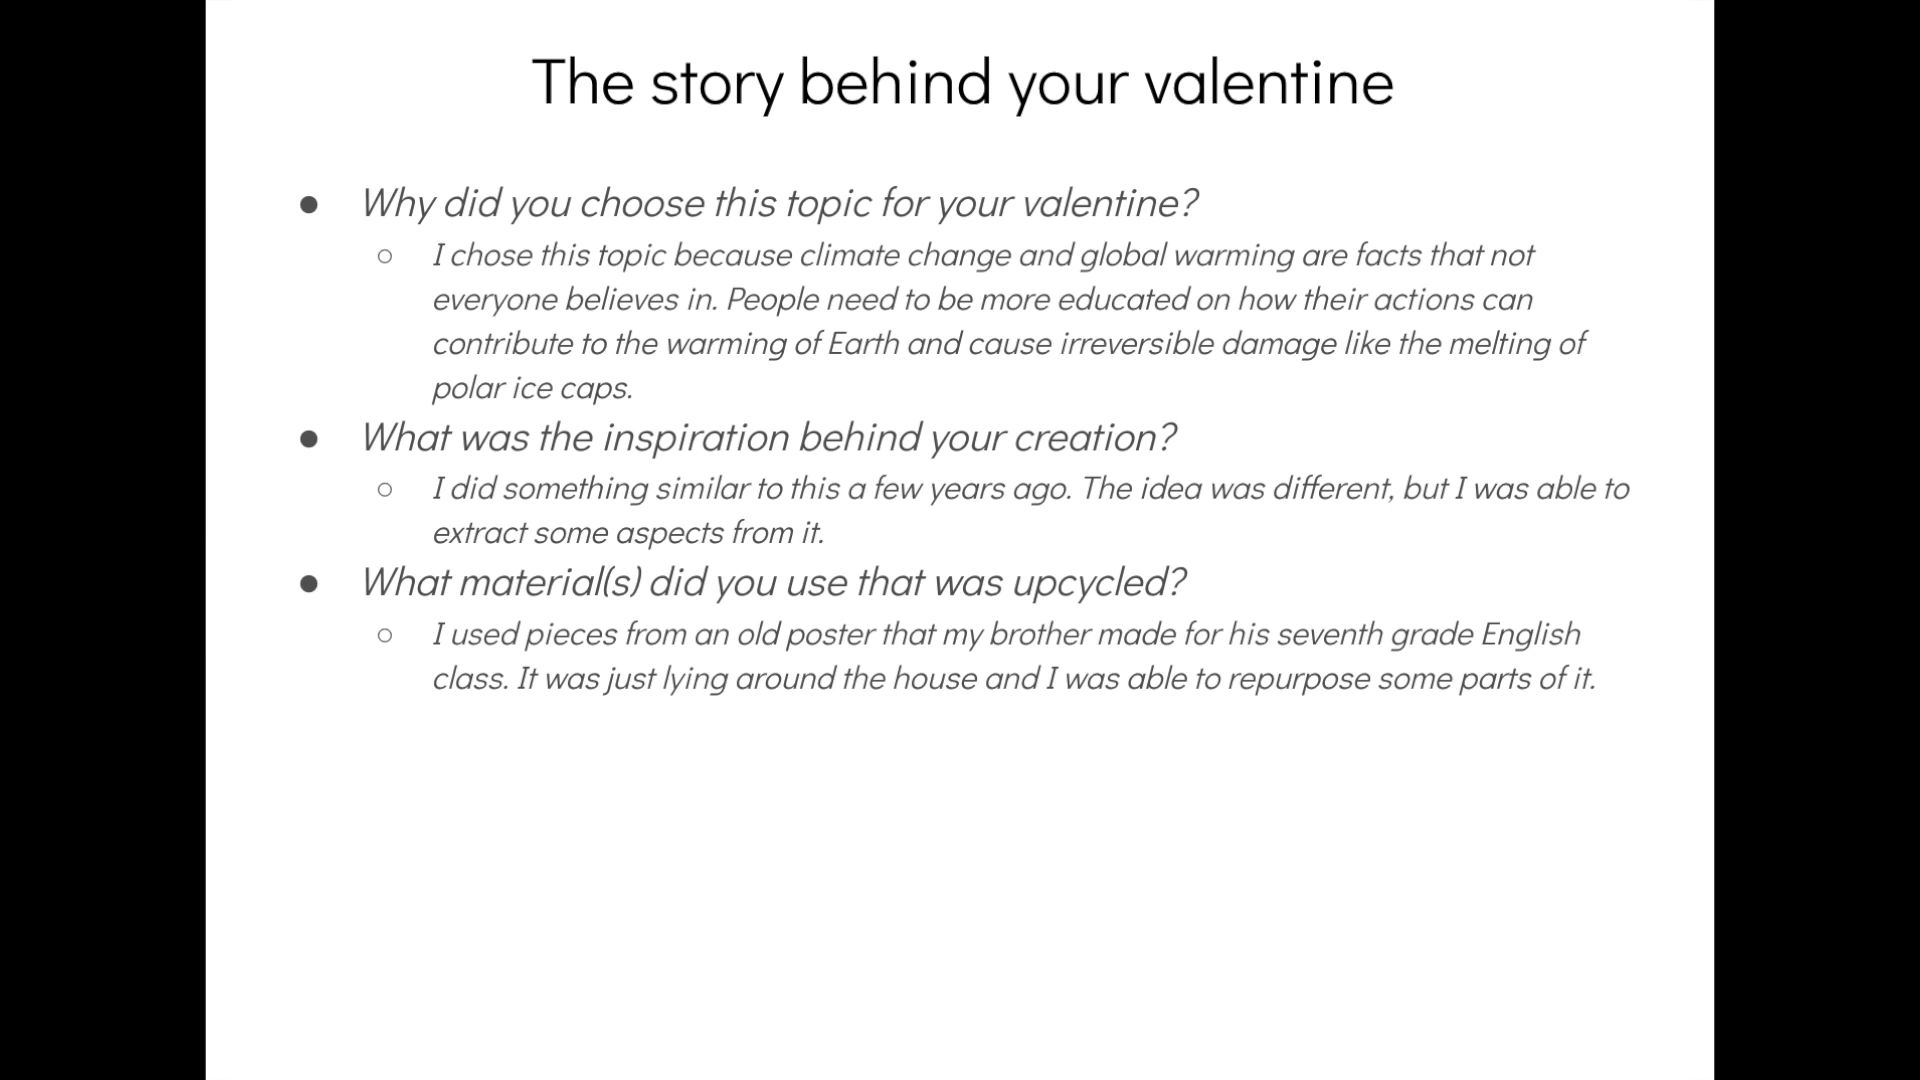 The story behind your valentine
● Why did you choose this topic for your valentine?
○ I chose this topic because climate change and global warming are facts that not
everyone believes in. People need to be more educated on how their actions can
contribute to the warming of Earth and cause irreversible damage like the melting of
polar ice caps.
● What was the inspiration behind your creation?
○ I did something similar to this a few years ago. The idea was different, but I was able to
extract some aspects from it.
● What material(s) did you use that was upcycled?
○ I used pieces from an old poster that my brother made for his seventh grade English
class. It was just lying around the house and I was able to repurpose some parts of it.